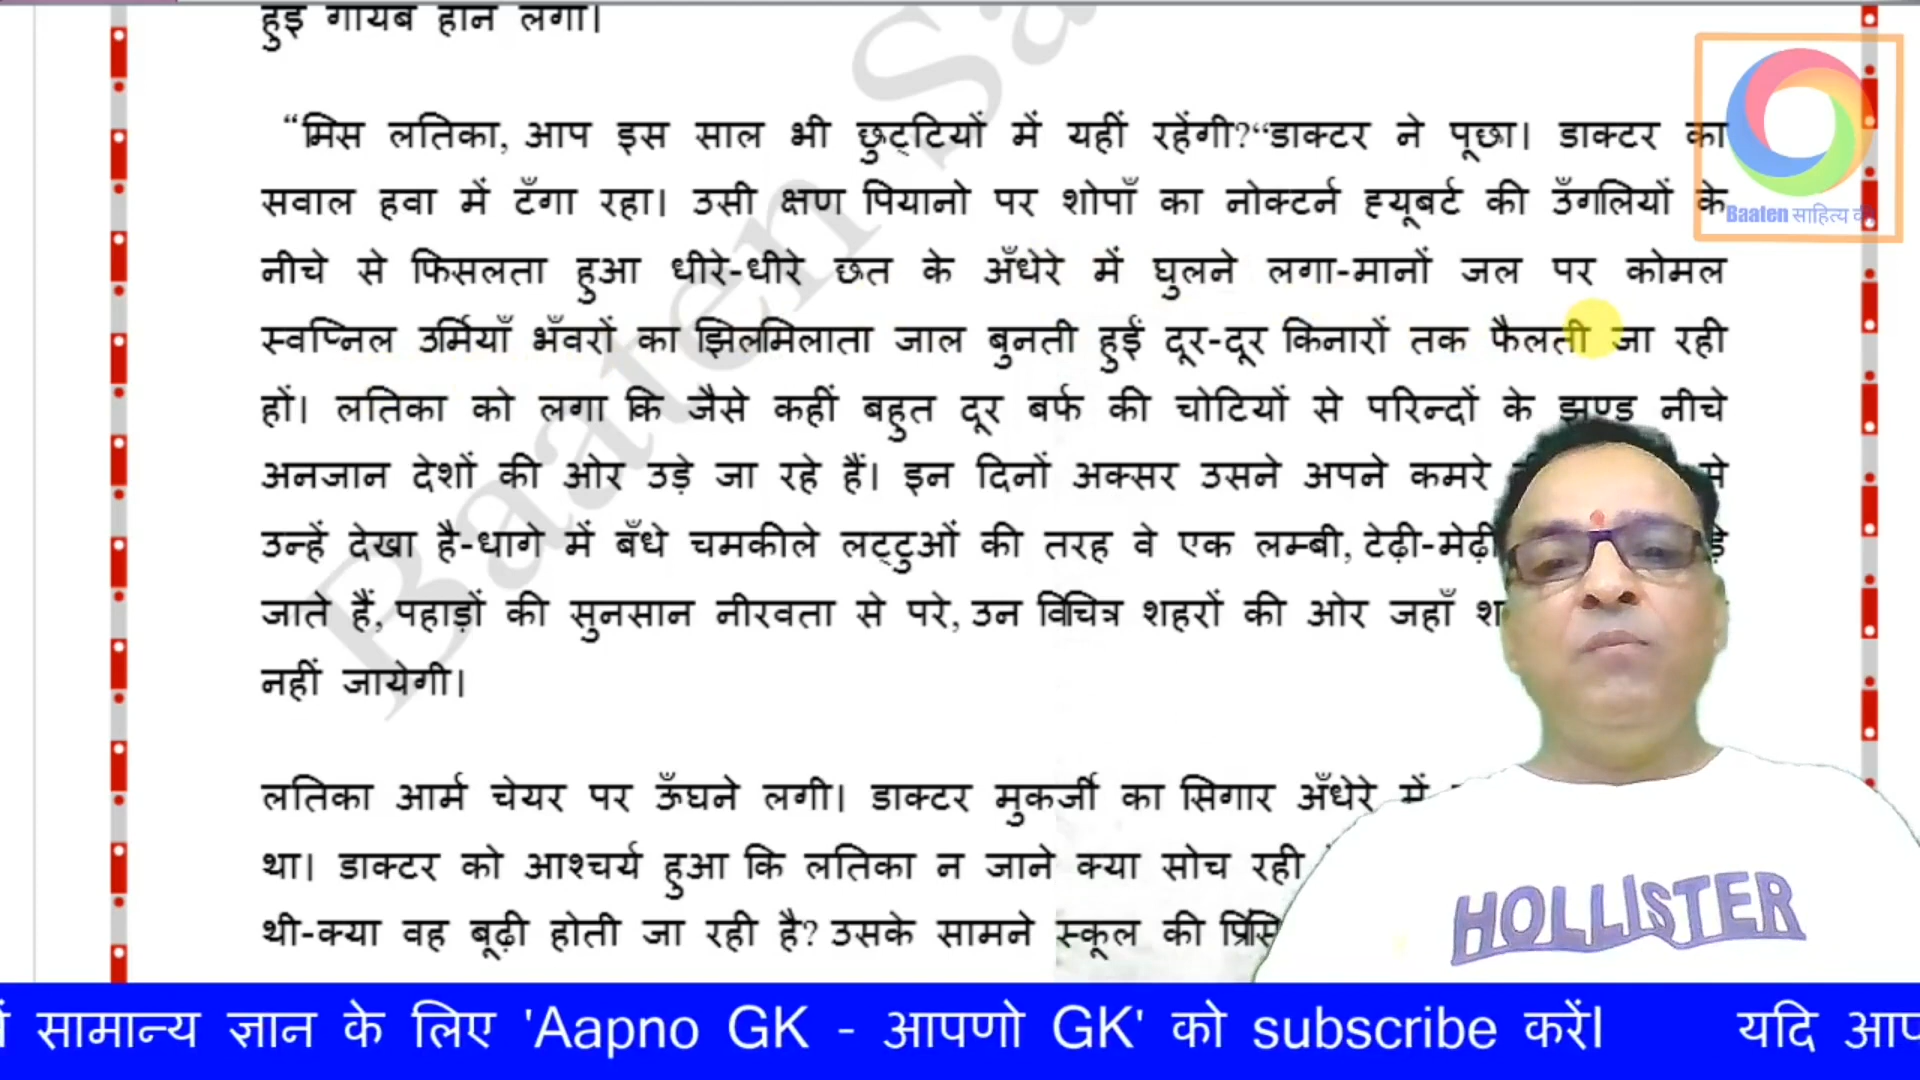 हुई गायब होने लगी।
“मिस लतिका, आप इस साल भी छुट्टियों में यहीं रहेंगी?“डाक्टर ने पूछा। डाक्टर का
सवाल हवा में टँगा रहा। उसी क्षण पियानो पर शोपाँ का नोक्टर्न ह्यूबर्ट की उँगलियों के
नीचे से फिसलता हुआ धीरे-धीरे छत के अँधेरे में घुलने लगा-मानों जल पर कोमल
स्वप्निल उर्मियाँ भँवरों का झिलमिलाता जाल बुनती हुईं दूर-दूर किनारों तक फैलती जा रही
हों। लतिका को लगा कि जैसे कहीं बहुत दूर बर्फ की चोटियों से परिन्दों के झुण्ड नीचे
अनजान देशों की ओर उड़े जा रहे हैं। इन दिनों अक्सर उसने अपने कमरे
उन्हें देखा है-धागे में बँधे चमकीले लट्टुओं की तरह वे एक लम्बी, टेढ़ी-मेढ़ी
जाते हैं, पहाड़ों की सुनसान नीरवता से परे, उन विचित्र शहरों की ओर जहाँ
नहीं जायेगी।
लतिका आर्म चेयर पर ऊँघने लगी। डाक्टर मुकर्जी का सिगार अँधेरे में
था। डाक्टर को आश्चर्य हुआ कि लतिका न जाने क्या सोच रही
थी-क्या वह बूढ़ी होती जा रही है? उसके सामने स्कूल की
Baaten साहित्य की
Baaten Sa
HOLLISTER
सामान्य ज्ञान के लिए 'Aapno GK - आपणो GK' को subscribe करें। यदि आप